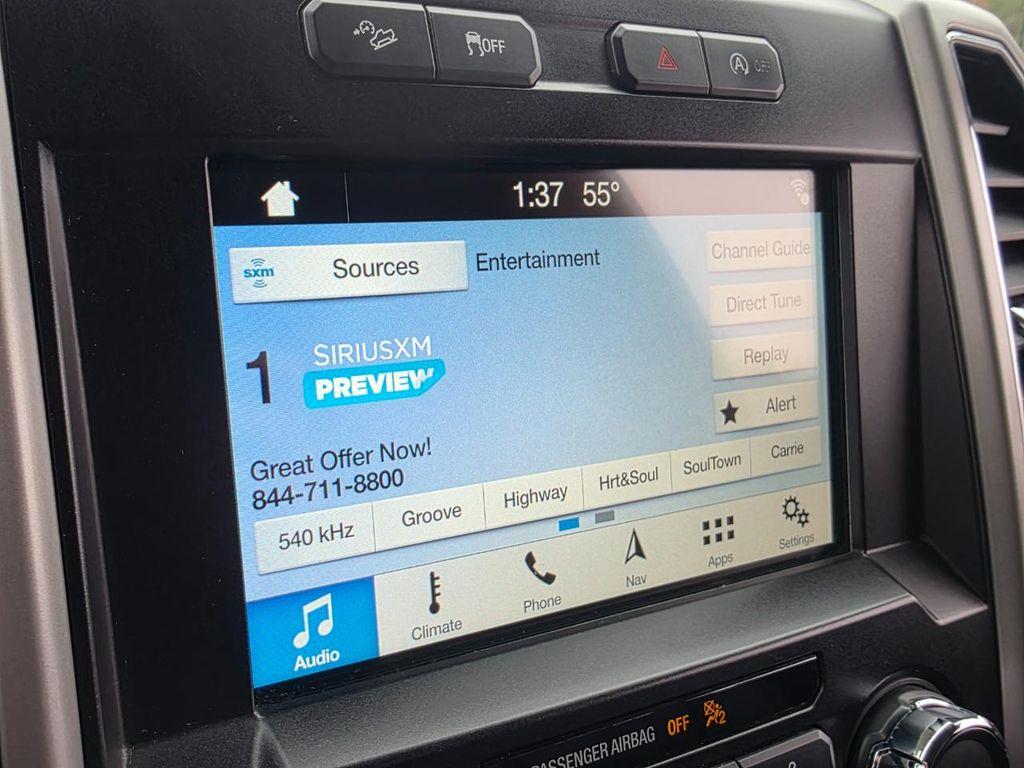 OFF
A OFF
1:37 55°
sxm Sources
Entertainment
Channel Guide
Direct Tune
Replay
Alert
1
SIRIUSXM
PREVIEW
Great Offer Now!
844-711-8800
540 kHz
Groove
Highway
Hrt&Soul
SoulTown
Carrie
Audio
Climate
Phone
Nav
Apps
Settings
PASSENGER AIRBAG OFF 2